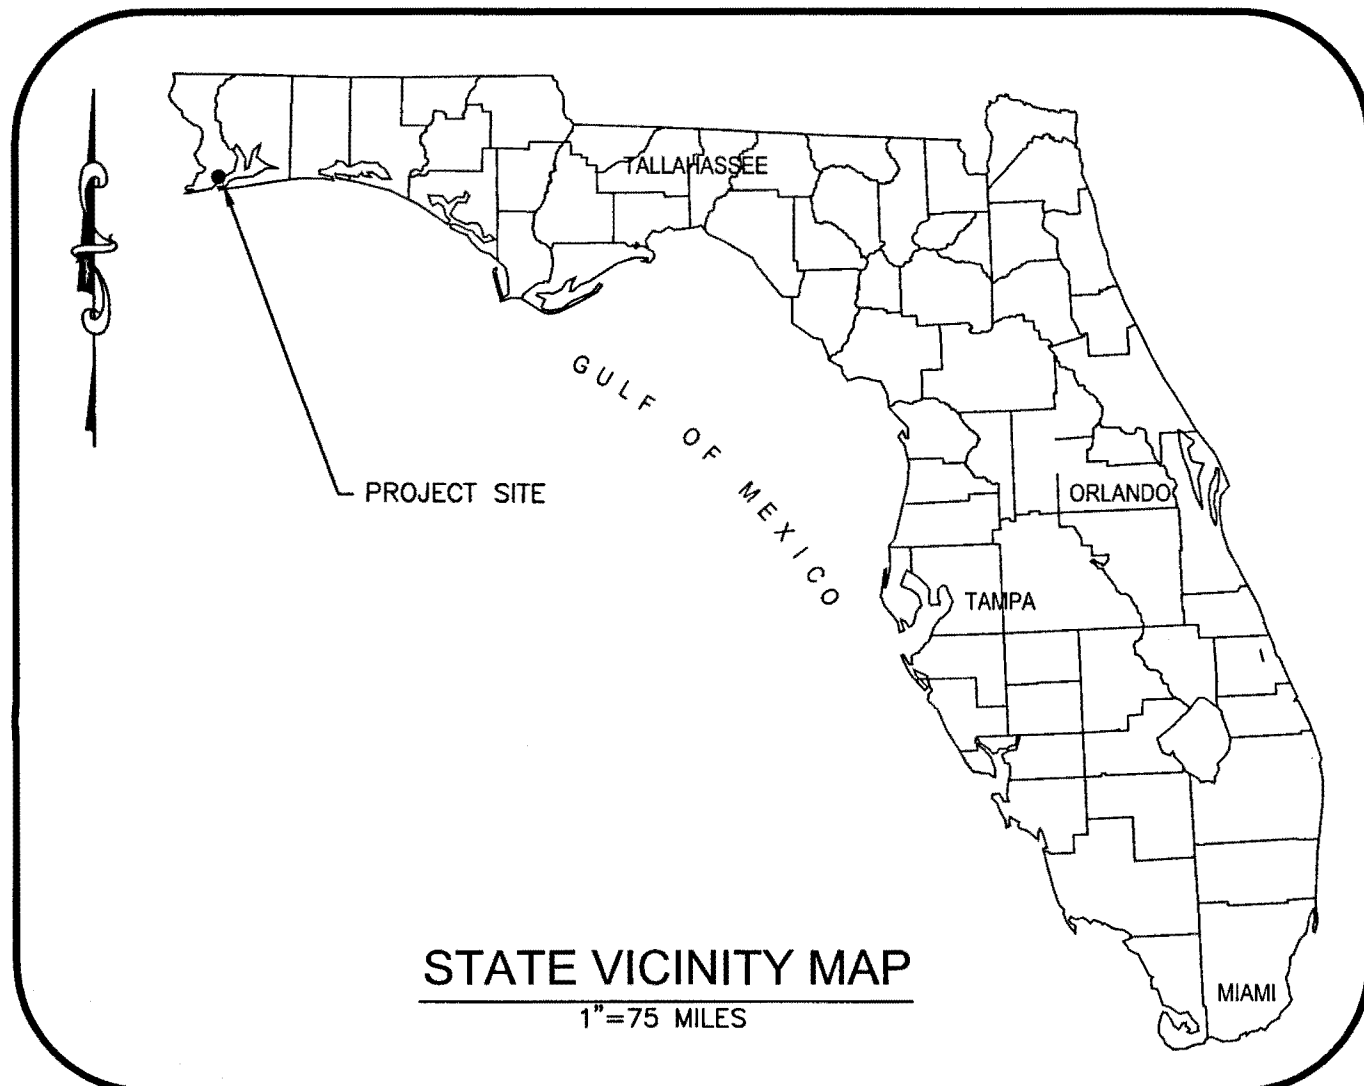 TALLAHASSEE
GULF OF MEXICO
PROJECT SITE
ORLANDO
TAMPA
STATE VICINITY MAP
1"=75 MILES
MIAMI